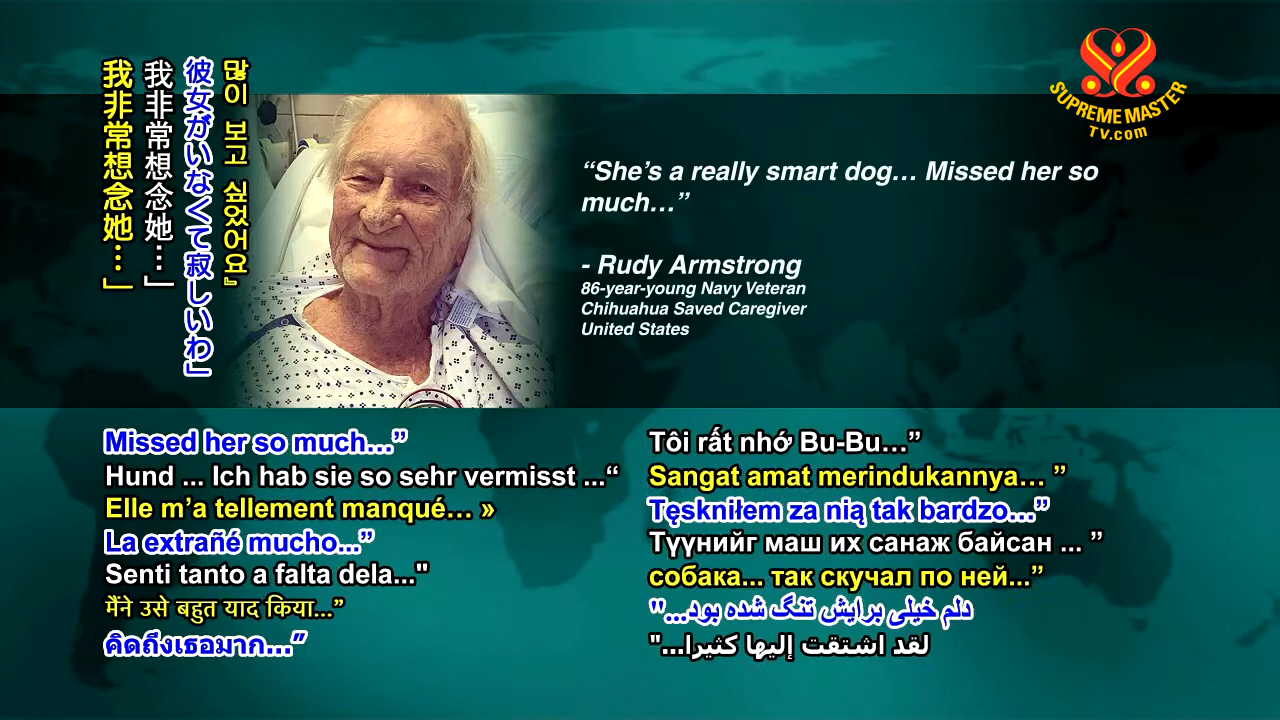 많이 보고 싶었어요』
彼女がいなくて寂しいわ」
我非常想念她…」
我非常想念她…」
SUPREME MASTER
TV.com
“She’s a really smart dog… Missed her so
much…”
- Rudy Armstrong
86-year-young Navy Veteran
Chihuahua Saved Caregiver
United States
Missed her so much…”
Hund ... Ich hab sie so sehr vermisst ...“
Elle m’a tellement manqué… »
La extrañé mucho...”
Senti tanto a falta dela..."
मैंने उसे बहुत याद किया...”
คิดถึงเธอมาก...”
Tôi rất nhớ Bu-Bu…”
Sangat amat merindukannya… ”
Tęskniłem za nią tak bardzo…”
Түүнийг маш их санаж байсан ... ”
собака... так скучал по ней...”
دلم خیلی برایش تنگ شده بود..."
لقد اشتقت إليها كثيرا..."